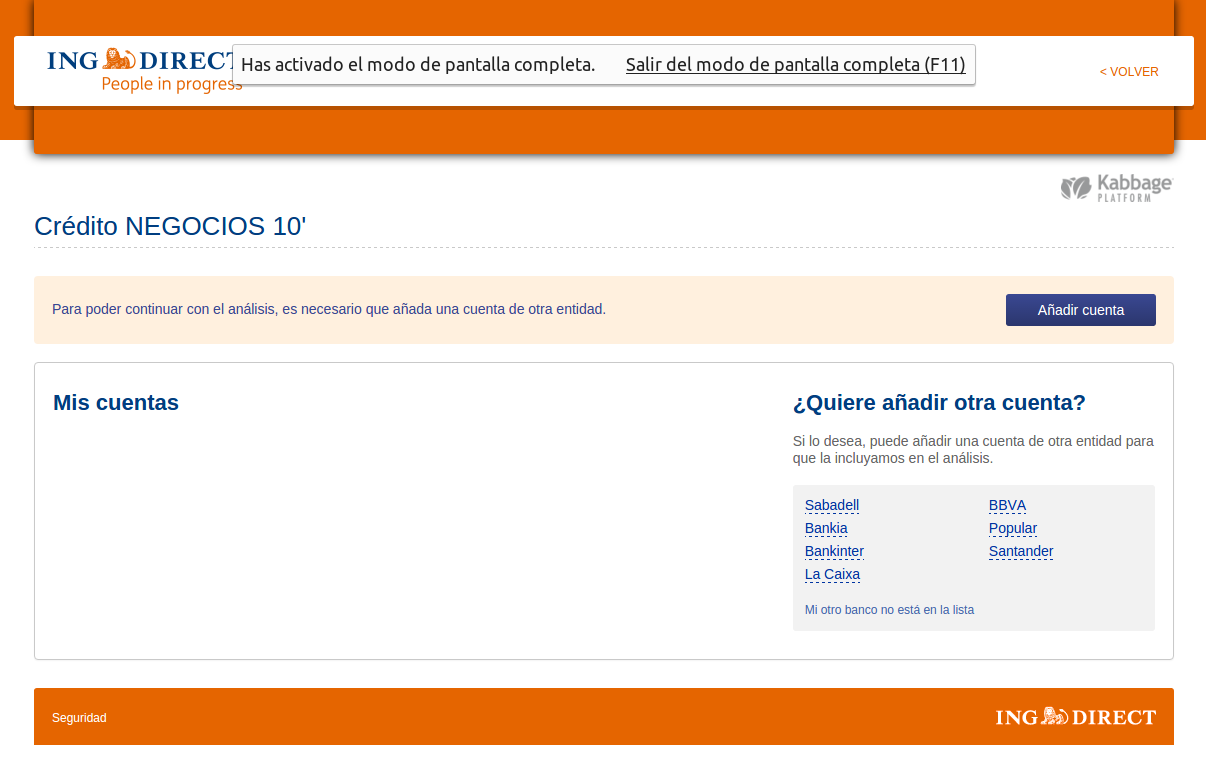 ING DIRECT
People in progress
Has activado el modo de pantalla completa. Salir del modo de pantalla completa (F11)
< VOLVER
Kabbage
PLATFORM
Crédito NEGOCIOS 10'
Para poder continuar con el análisis, es necesario que añada una cuenta de otra entidad.
Añadir cuenta
Mis cuentas
¿Quiere añadir otra cuenta?
Si lo desea, puede añadir una cuenta de otra entidad para
que la incluyamos en el análisis.
Sabadell BBVA
Bankia Popular
Bankinter Santander
La Caixa
Mi otro banco no está en la lista
Seguridad
ING DIRECT